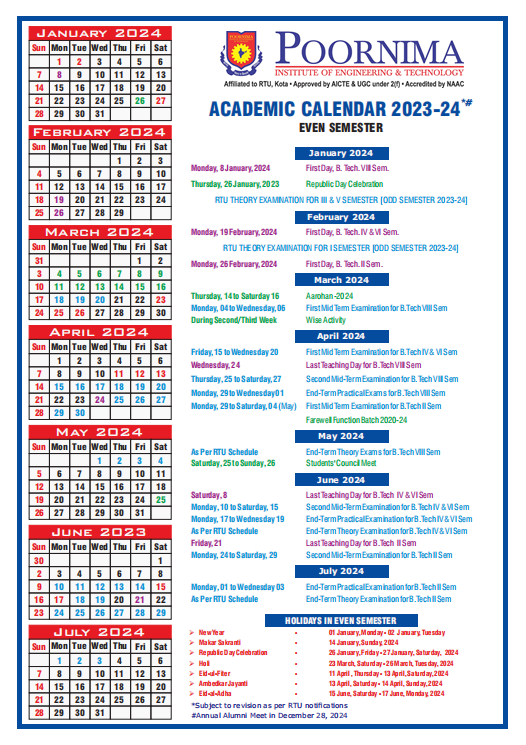 JANUARY 2024
Sun Mon Tue Wed Thu Fri Sat
1 2 3 4 5 6
7 8 9 10 11 12 13
14 15 16 17 18 19 20
21 22 23 24 25 26 27
28 29 30 31
FEBRUARY 2024
Sun Mon Tue Wed Thu Fri Sat
1 2 3
4 5 6 7 8 9 10
11 12 13 14 15 16 17
18 19 20 21 22 23 24
25 26 27 28 29
MARCH 2024
Sun Mon Tue Wed Thu Fri Sat
31 1 2
3 4 5 6 7 8 9
10 11 12 13 14 15 16
17 18 19 20 21 22 23
24 25 26 27 28 29 30
APRIL 2024
Sun Mon Tue Wed Thu Fri Sat
1 2 3 4 5 6
7 8 9 10 11 12 13
14 15 16 17 18 19 20
21 22 23 24 25 26 27
28 29 30
MAY 2024
Sun Mon Tue Wed Thu Fri Sat
1 2 3 4
5 6 7 8 9 10 11
12 13 14 15 16 17 18
19 20 21 22 23 24 25
26 27 28 29 30 31
JUNE 2023
Sun Mon Tue Wed Thu Fri Sat
30 1
2 3 4 5 6 7 8
9 10 11 12 13 14 15
16 17 18 19 20 21 22
23 24 25 26 27 28 29
JULY 2024
Sun Mon Tue Wed Thu Fri Sat
1 2 3 4 5 6
7 8 9 10 11 12 13
14 15 16 17 18 19 20
21 22 23 24 25 26 27
28 29 30 31
POORNIMA
POORNIMA
INSTITUTE OF ENGINEERING & TECHNOLOGY
Affiliated to RTU, Kota • Approved by AICTE & UGC under 2(f) • Accredited by NAAC
ACADEMIC CALENDAR 2023-24*#
EVEN SEMESTER
January 2024
Monday, 8 January, 2024 First Day, B. Tech. VIII Sem.
Thursday, 26 January, 2023 Republic Day Celebration
RTU THEORY EXAMINATION FOR III & V SEMESTER [ODD SEMESTER 2023-24]
February 2024
Monday, 19 February, 2024 First Day, B. Tech. IV & VI Sem.
RTU THEORY EXAMINATION FOR I SEMESTER [ODD SEMESTER 2023-24]
Monday, 26 February, 2024 First Day, B. Tech. II Sem.
March 2024
Thursday, 14 to Saturday 16 Aarohan-2024
Monday, 04 to Wednesday, 06 First Mid Term Examination for B.Tech VIII Sem
During Second/Third Week Wise Activity
April 2024
Friday, 15 to Wednesday 20 First Mid-Term Examination for B.Tech IV & VI Sem
Wednesday, 24 Last Teaching Day for B.Tech VIII Sem
Thursday, 25 to Saturday, 27 Second Mid-Term Examination for B.Tech VIII Sem
Monday, 29 to Wednesday 01 End-Term Practical Exams for B.Tech VIII Sem
Monday, 29 to Saturday, 04 (May) First Mid-Term Examination for B.Tech II Sem
Farewell Function Batch 2020-24
May 2024
As Per RTU Schedule End-Term Theory Exams for B.Tech VIII Sem
Saturday, 25 to Sunday, 26 Students' Council Meet
June 2024
Saturday, 8 Last Teaching Day for B.Tech IV & VI Sem
Monday, 10 to Saturday, 15 Second Mid-Term Examination for B.Tech IV & VI Sem
Monday, 17 to Wednesday 19 End-Term Practical Examination for B.Tech IV & VI Sem
As Per RTU Schedule End-Term Theory Examination for B.Tech IV & VI Sem
Friday, 21 Last Teaching Day for B.Tech II Sem
Monday, 24 to Saturday, 29 Second Mid-Term Examination for B.Tech II Sem
July 2024
Monday, 01 to Wednesday 03 End-Term Practical Examination for B.Tech II Sem
As Per RTU Schedule End-Term Theory Examination for B.Tech II Sem
HOLIDAYS IN EVEN SEMESTER
➢ New Year • 01 January, Monday • 02 January, Tuesday
➢ Makar Sakranti • 14 January, Sunday, 2024
➢ Republic Day Celebration • 26 January, Friday • 27 January, Saturday, 2024
➢ Holi • 23 March, Saturday • 26 March, Tuesday, 2024
➢ Eid-ul-Fiter • 11 April, Thursday • 13 April, Saturday, 2024
➢ Ambedkar Jayanti • 13 April, Saturday • 14 April, Sunday, 2024
➢ Eid-ul-Adha • 15 June, Saturday • 17 June, Monday, 2024
*Subject to revision as per RTU notifications
#Annual Alumni Meet in December 28, 2024